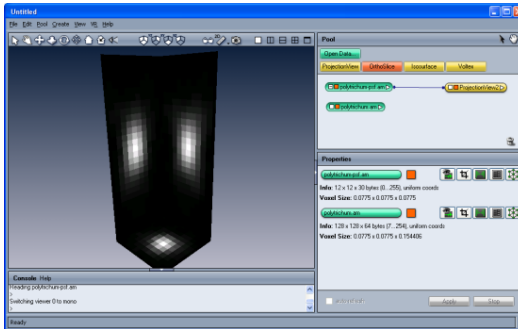 Untitled
File Edit Pool Create View VR Help
Pool
Open Data...
ProjectionView OrthoSlice Isosurface Voltex
polytrichum-psf.am ProjectionView2
polytrichum.am
Properties
polytrichum-psf.am
Info: 12 x 12 x 30 bytes (0...255), uniform coords
Voxel Size: 0.0775 x 0.0775 x 0.0775
polytrichum.am
Info: 128 x 128 x 64 bytes (7...254), uniform coords
Voxel Size: 0.0775 x 0.0775 x 0.154406
Console Help
Reading polytrichum-psf.am
>
Switching viewer 0 to mono
>
auto-refresh Apply Stop
Ready